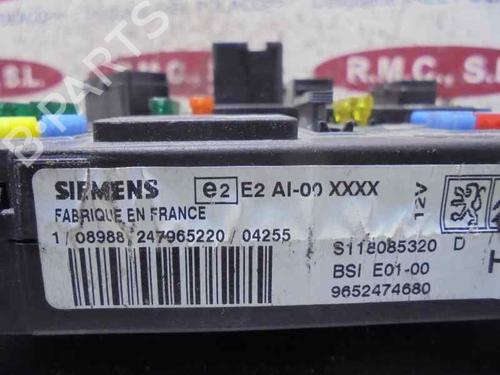 R.M.C., S.L.
B-PARTS
SIEMENS e2 E2 AI-00 XXXX
FABRIQUE EN FRANCE
12V
1 / 08988 247965220 / 04255
S118085320 D
BSI E01-00
9652474680
H